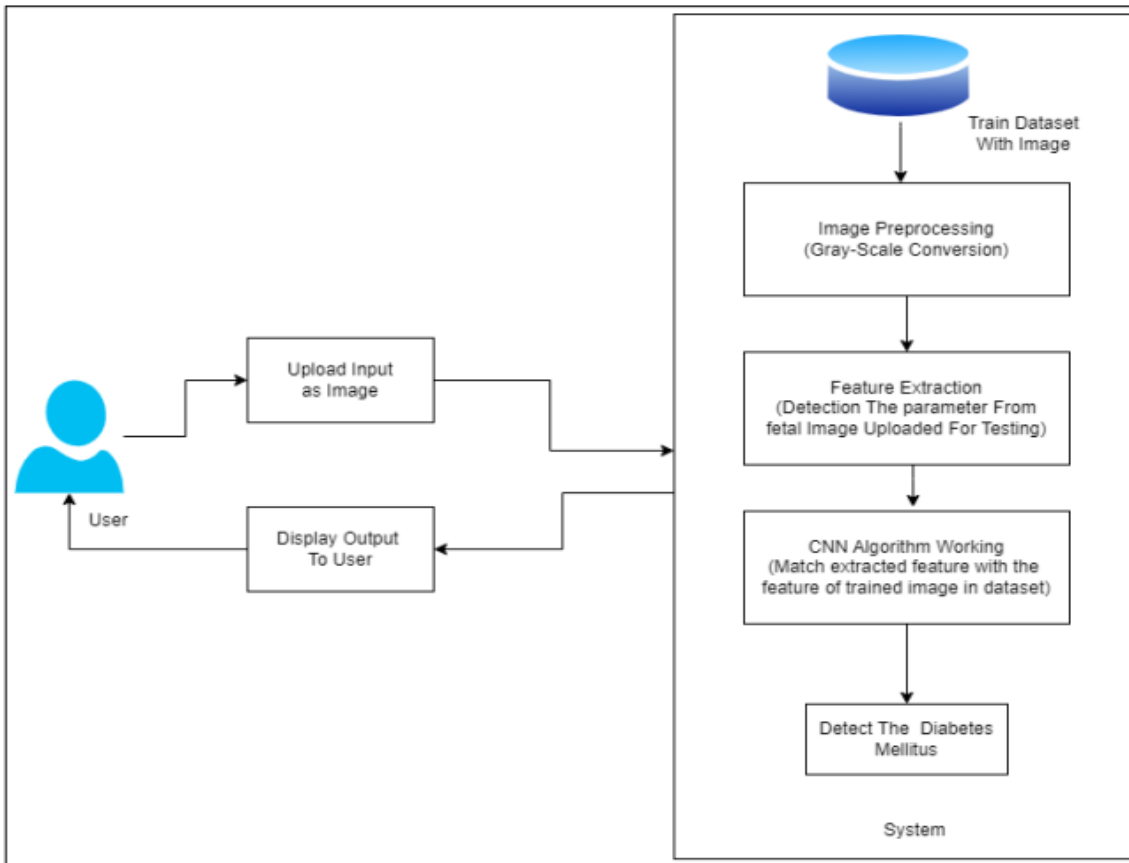 Train Dataset
With Image
Image Preprocessing
(Gray-Scale Conversion)
Upload Input
as Image
Feature Extraction
(Detection The parameter From
fetal Image Uploaded For Testing)
User
Display Output
To User
CNN Algorithm Working
(Match extracted feature with the
feature of trained image in dataset)
Detect The Diabetes
Mellitus
System